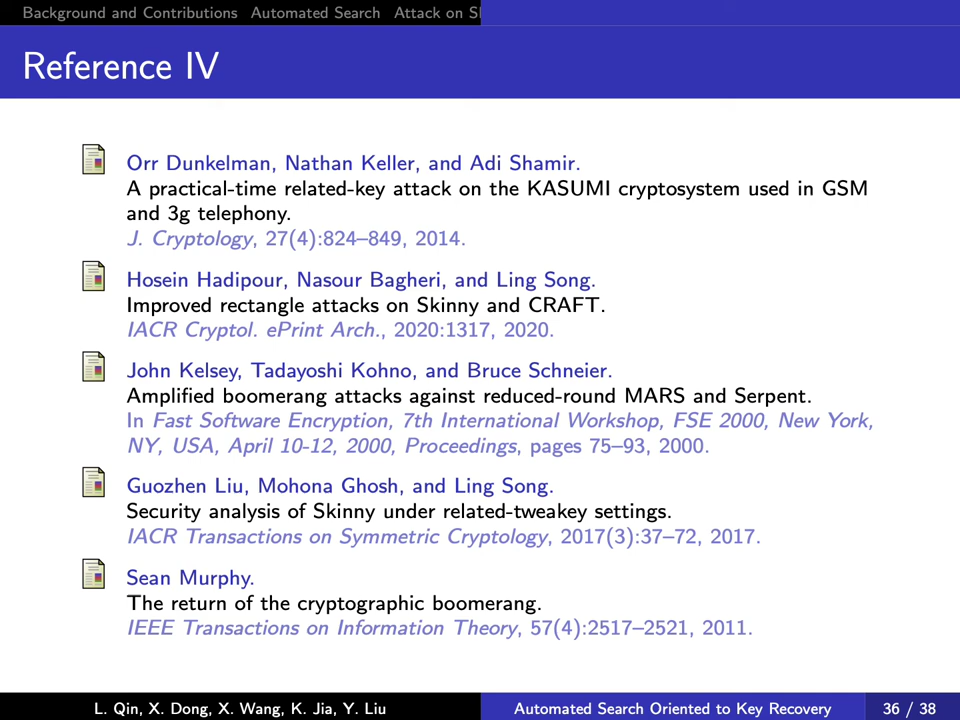 Background and Contributions Automated Search Attack on
Reference IV
Orr Dunkelman, Nathan Keller, and Adi Shamir.
A practical-time related-key attack on the KASUMI cryptosystem used in GSM
and 3g telephony.
J. Cryptology, 27(4):824–849, 2014.
Hosein Hadipour, Nasour Bagheri, and Ling Song.
Improved rectangle attacks on Skinny and CRAFT.
IACR Cryptol. ePrint Arch., 2020:1317, 2020.
John Kelsey, Tadayoshi Kohno, and Bruce Schneier.
Amplified boomerang attacks against reduced-round MARS and Serpent.
In Fast Software Encryption, 7th International Workshop, FSE 2000, New York,
NY, USA, April 10-12, 2000, Proceedings, pages 75–93, 2000.
Guozhen Liu, Mohona Ghosh, and Ling Song.
Security analysis of Skinny under related-tweakey settings.
IACR Transactions on Symmetric Cryptology, 2017(3):37–72, 2017.
Sean Murphy.
The return of the cryptographic boomerang.
IEEE Transactions on Information Theory, 57(4):2517–2521, 2011.
L. Qin, X. Dong, X. Wang, K. Jia, Y. Liu Automated Search Oriented to Key Recovery 36 / 38